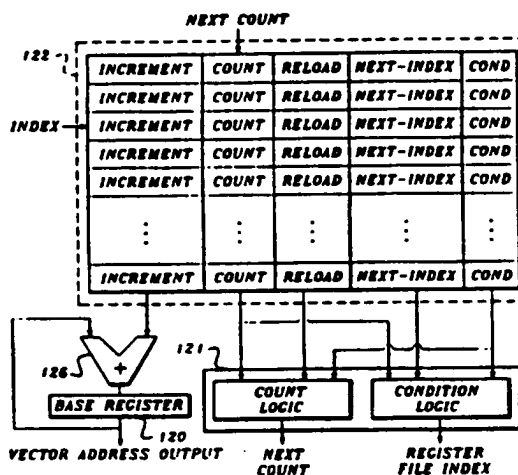 NEXT COUNT
122
INCREMENT COUNT RELOAD NEXT-INDEX COND
INCREMENT COUNT RELOAD NEXT-INDEX COND
INDEX INCREMENT COUNT RELOAD NEXT-INDEX COND
INCREMENT COUNT RELOAD NEXT-INDEX COND
INCREMENT COUNT RELOAD NEXT-INDEX COND
INCREMENT COUNT RELOAD NEXT-INDEX COND
121
126
+
COUNT LOGIC
CONDITION LOGIC
BASE REGISTER
120
VECTOR ADDRESS OUTPUT
NEXT COUNT
REGISTER FILE INDEX